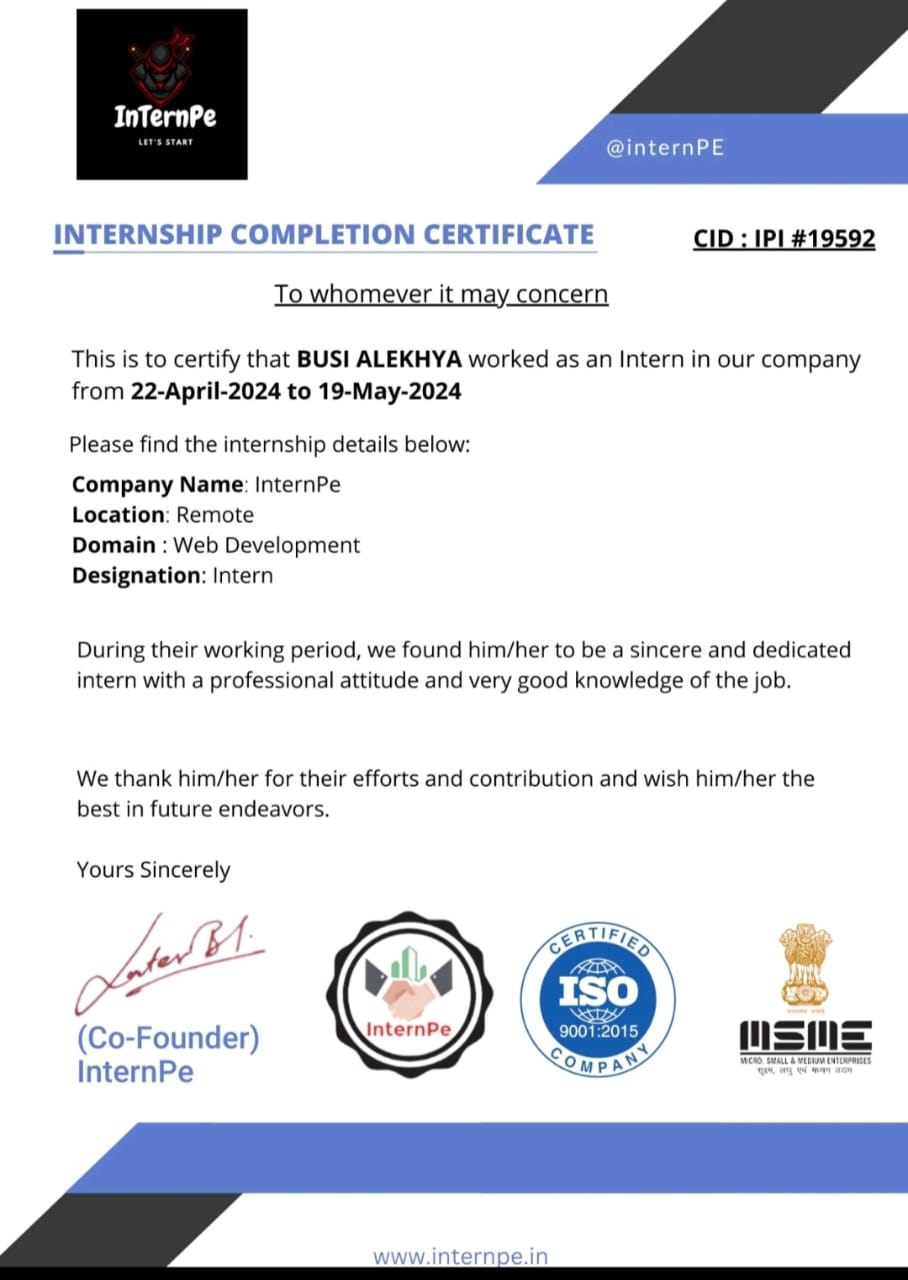 InTernPe
LET'S START
@internPE
INTERNSHIP COMPLETION CERTIFICATE
CID : IPI #19592
To whomever it may concern
This is to certify that BUSI ALEKHYA worked as an Intern in our company
from 22-April-2024 to 19-May-2024
Please find the internship details below:
Company Name: InternPe
Location: Remote
Domain : Web Development
Designation: Intern
During their working period, we found him/her to be a sincere and dedicated
intern with a professional attitude and very good knowledge of the job.
We thank him/her for their efforts and contribution and wish him/her the
best in future endeavors.
Yours Sincerely
(Co-Founder)
InternPe
InternPe
CERTIFIED
ISO
9001:2015
COMPANY
MSME
MICRO, SMALL & MEDIUM ENTERPRISES
सूक्ष्म, लघु एवं मध्यम उद्यम
www.internpe.in